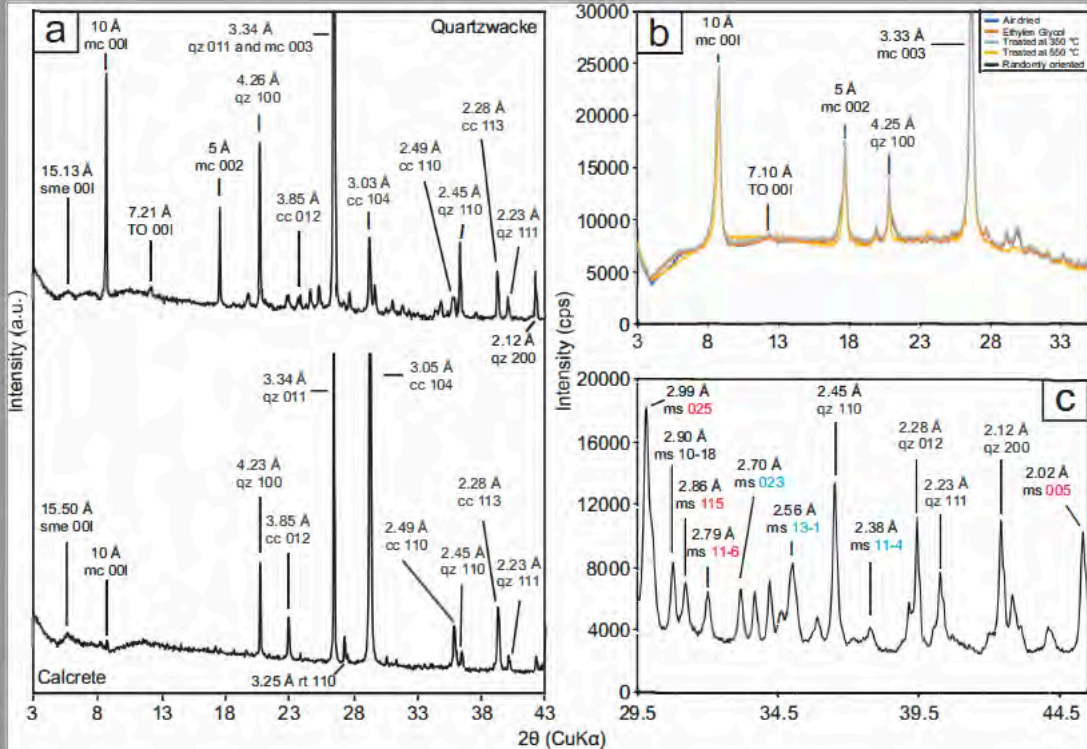 a
Quartzwacke
10 Å
mc 00l
3.34 Å
qz 011 and mc 003
4.26 Å
qz 100
2.28 Å
cc 113
15.13 Å
sme 00l
5 Å
mc 002
2.49 Å
cc 110
7.21 Å
TO 00l
3.85 Å
cc 012
3.03 Å
cc 104
2.45 Å
qz 110
2.23 Å
qz 111
2.12 Å
qz 200
3.34 Å
qz 011
3.05 Å
cc 104
4.23 Å
qz 100
2.28 Å
cc 113
15.50 Å
sme 00l
10 Å
mc 00l
3.85 Å
cc 012
2.49 Å
cc 110
2.45 Å
qz 110
2.23 Å
qz 111
3.25 Å rt 110
Calcrete
3 8 13 18 23 28 33 38 43
Intensity (a.u.)
b
30000
25000
20000
15000
10000
5000
0
10 Å
mc 00l
3.33 Å
mc 003
Air dried
Ethylen Glycol
Treated at 350 °C
Treated at 550 °C
Randomly oriented
5 Å
mc 002
4.25 Å
qz 100
7.10 Å
TO 00l
3 8 13 18 23 28 33
Intensity (cps)
c
20000
16000
12000
8000
4000
0
2.99 Å
ms 025
2.90 Å
ms 10-18
2.86 Å
ms 115
2.79 Å
ms 11-6
2.70 Å
ms 023
2.56 Å
ms 13-1
2.45 Å
qz 110
2.38 Å
ms 11-4
2.28 Å
qz 012
2.23 Å
qz 111
2.12 Å
qz 200
2.02 Å
ms 005
29.5 34.5 39.5 44.5
2θ (CuKα)